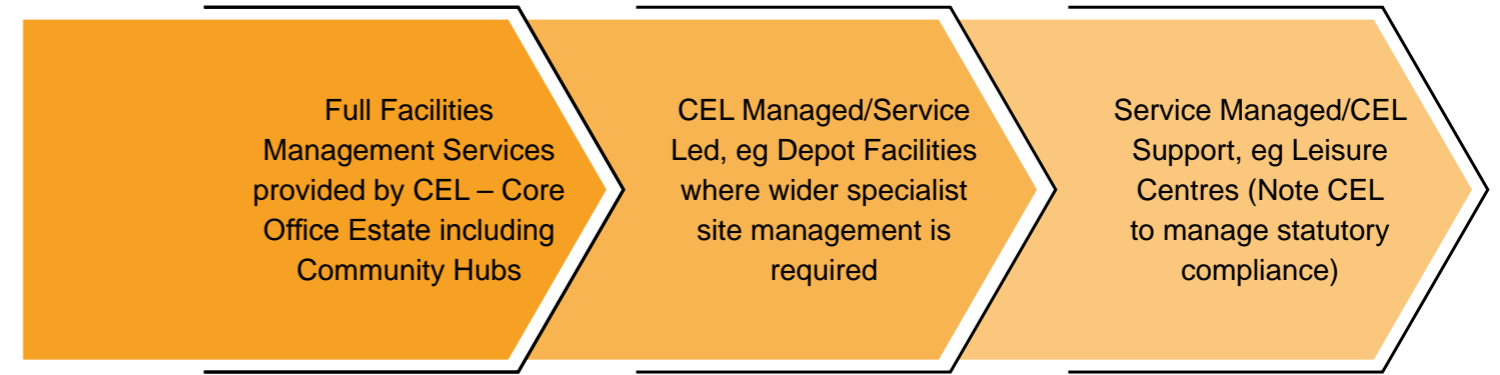 Full Facilities
Management Services
provided by CEL – Core
Office Estate including
Community Hubs
CEL Managed/Service
Led, eg Depot Facilities
where wider specialist
site management is
required
Service Managed/CEL
Support, eg Leisure
Centres (Note CEL
to manage statutory
compliance)